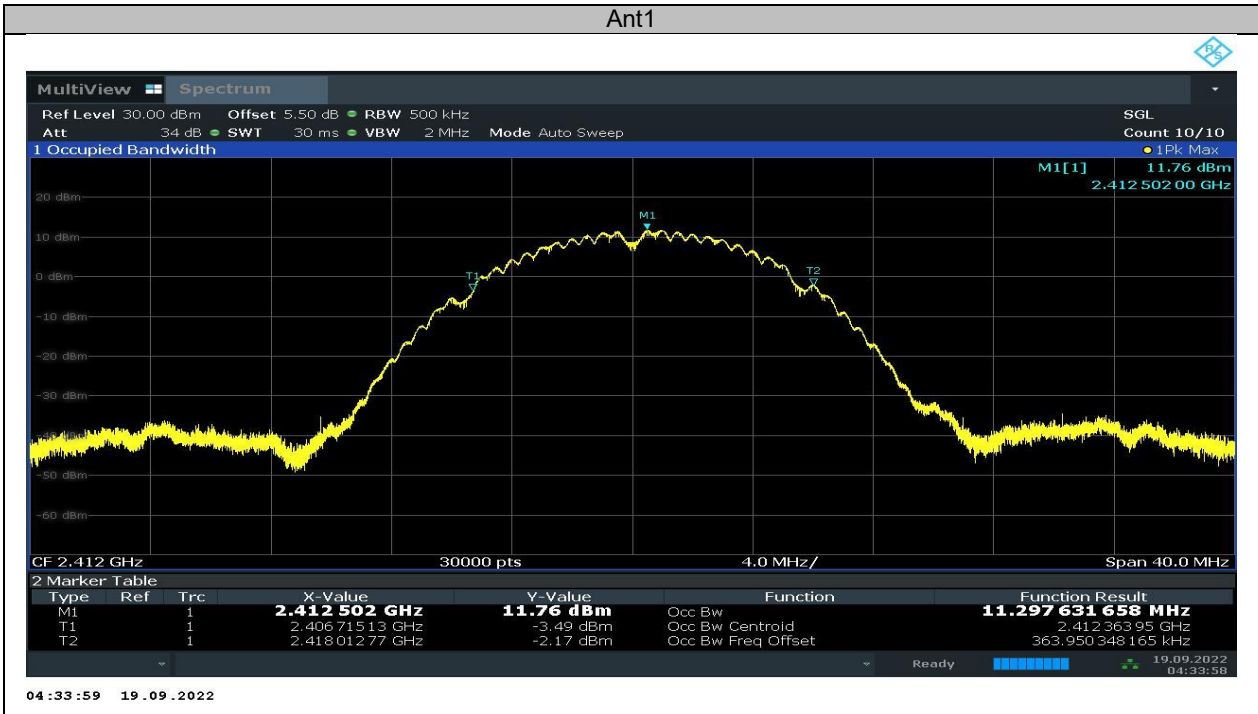 Ant1
R&S
MultiView Spectrum
Ref Level 30.00 dBm Offset 5.50 dB RBW 500 kHz SGL
Att 34 dB SWT 30 ms VBW 2 MHz Mode Auto Sweep Count 10/10
1 Occupied Bandwidth 1Pk Max
M1[1] 11.76 dBm
2.412 502 00 GHz
20 dBm
M1
10 dBm
T1 T2
0 dBm
-10 dBm
-20 dBm
-30 dBm
-50 dBm
-60 dBm
CF 2.412 GHz 30000 pts 4.0 MHz/ Span 40.0 MHz
2 Marker Table
Type Ref Trc X-Value Y-Value Function Function Result
M1 1 2.412 502 GHz 11.76 dBm Occ Bw 11.297 631 658 MHz
T1 1 2.406 715 13 GHz -3.49 dBm Occ Bw Centroid 2.412 363 95 GHz
T2 1 2.418 012 77 GHz -2.17 dBm Occ Bw Freq Offset 363.950 348 165 kHz
Ready 19.09.2022
04:33:58
04:33:59 19.09.2022